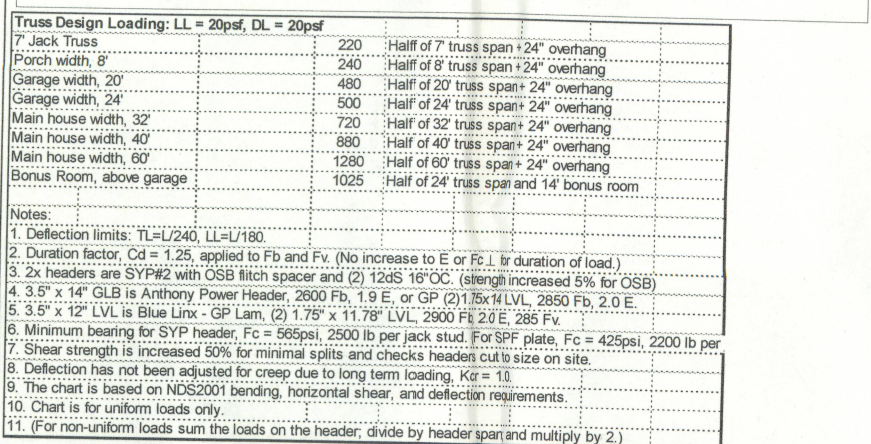 Truss Design Loading: LL = 20psf, DL = 20psf
7' Jack Truss 220 Halff of 7' truss span + 24" overhang
Porch width, 8' 240 Half of 8' truss span + 24" overhang
Garage width, 20' 480 Half of 20' truss span + 24" overhang
Garage width, 24' 500 Half of 24' truss span + 24" overhang
Main house width, 32' 720 Half of 32' truss span + 24" overhang
Main house width, 40' 880 Half of 40' truss span + 24" overhang
Main house width, 60' 1280 Half of 60' truss span + 24" overhang
Bonus Room, above garage 1025 Half of 24' truss span and 14' bonus room
Notes:
1. Deflection limits: TL=L/240, LL=L/180.
2. Duration factor, Cd = 1.25, applied to Fb and Fv. (No increase to E or Fc⊥ for duration of load.)
3. 2x headers are SYP#2 with OSB flitch spacer and (2) 12dS 16"OC. (strength increased 5% for OSB)
4. 3.5" x 14" GLB is Anthony Power Header, 2600 Fb, 1.9 E, or GP (2)1.75x14 LVL, 2850 Fb, 2.0 E.
5. 3.5" x 12" LVL is Blue Linx - GP Lam, (2) 1.75" x 11.78" LVL, 2900 Fb, 2.0 E, 285 Fv.
6. Minimum bearing for SYP header, Fc = 565psi, 2500 lb per jack stud. For SPF plate, Fc = 425psi, 2200 lb per
7. Shear strength is increased 50% for minimal splits and checks headers cut to size on site.
8. Deflection has not been adjusted for creep due to long term loading, Kcr = 1.0.
9. The chart is based on NDS2001 bending, horizontal shear, and deflection requirements.
10. Chart is for uniform loads only.
11. (For non-uniform loads sum the loads on the header; divide by header span and multiply by 2.)